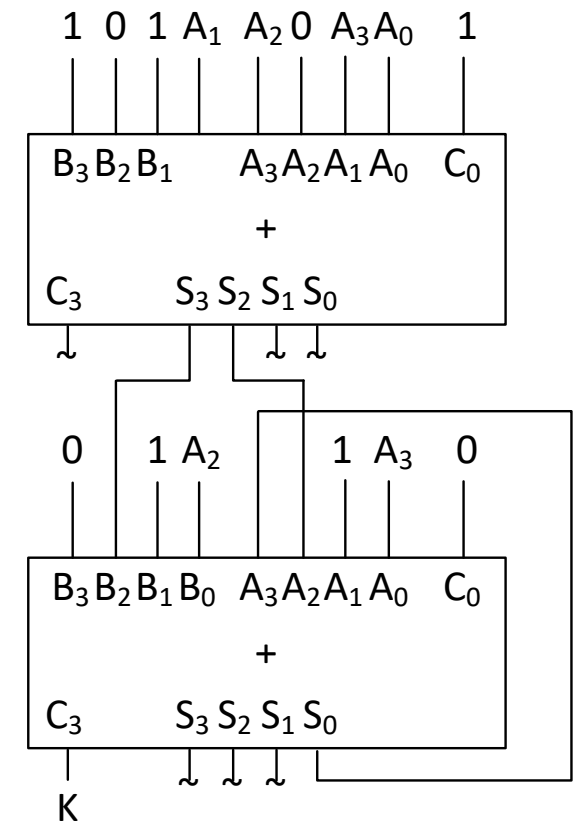 1 0 1 A₁ A₂ 0 A₃ A₀ 1
B₃ B₂ B₁ A₃ A₂ A₁ A₀ C₀
+
C₃ S₃ S₂ S₁ S₀
~ ~ ~
0 1 A₂ 1 A₃ 0
B₃ B₂ B₁ B₀ A₃ A₂ A₁ A₀ C₀
+
C₃ S₃ S₂ S₁ S₀
~ ~ ~
K